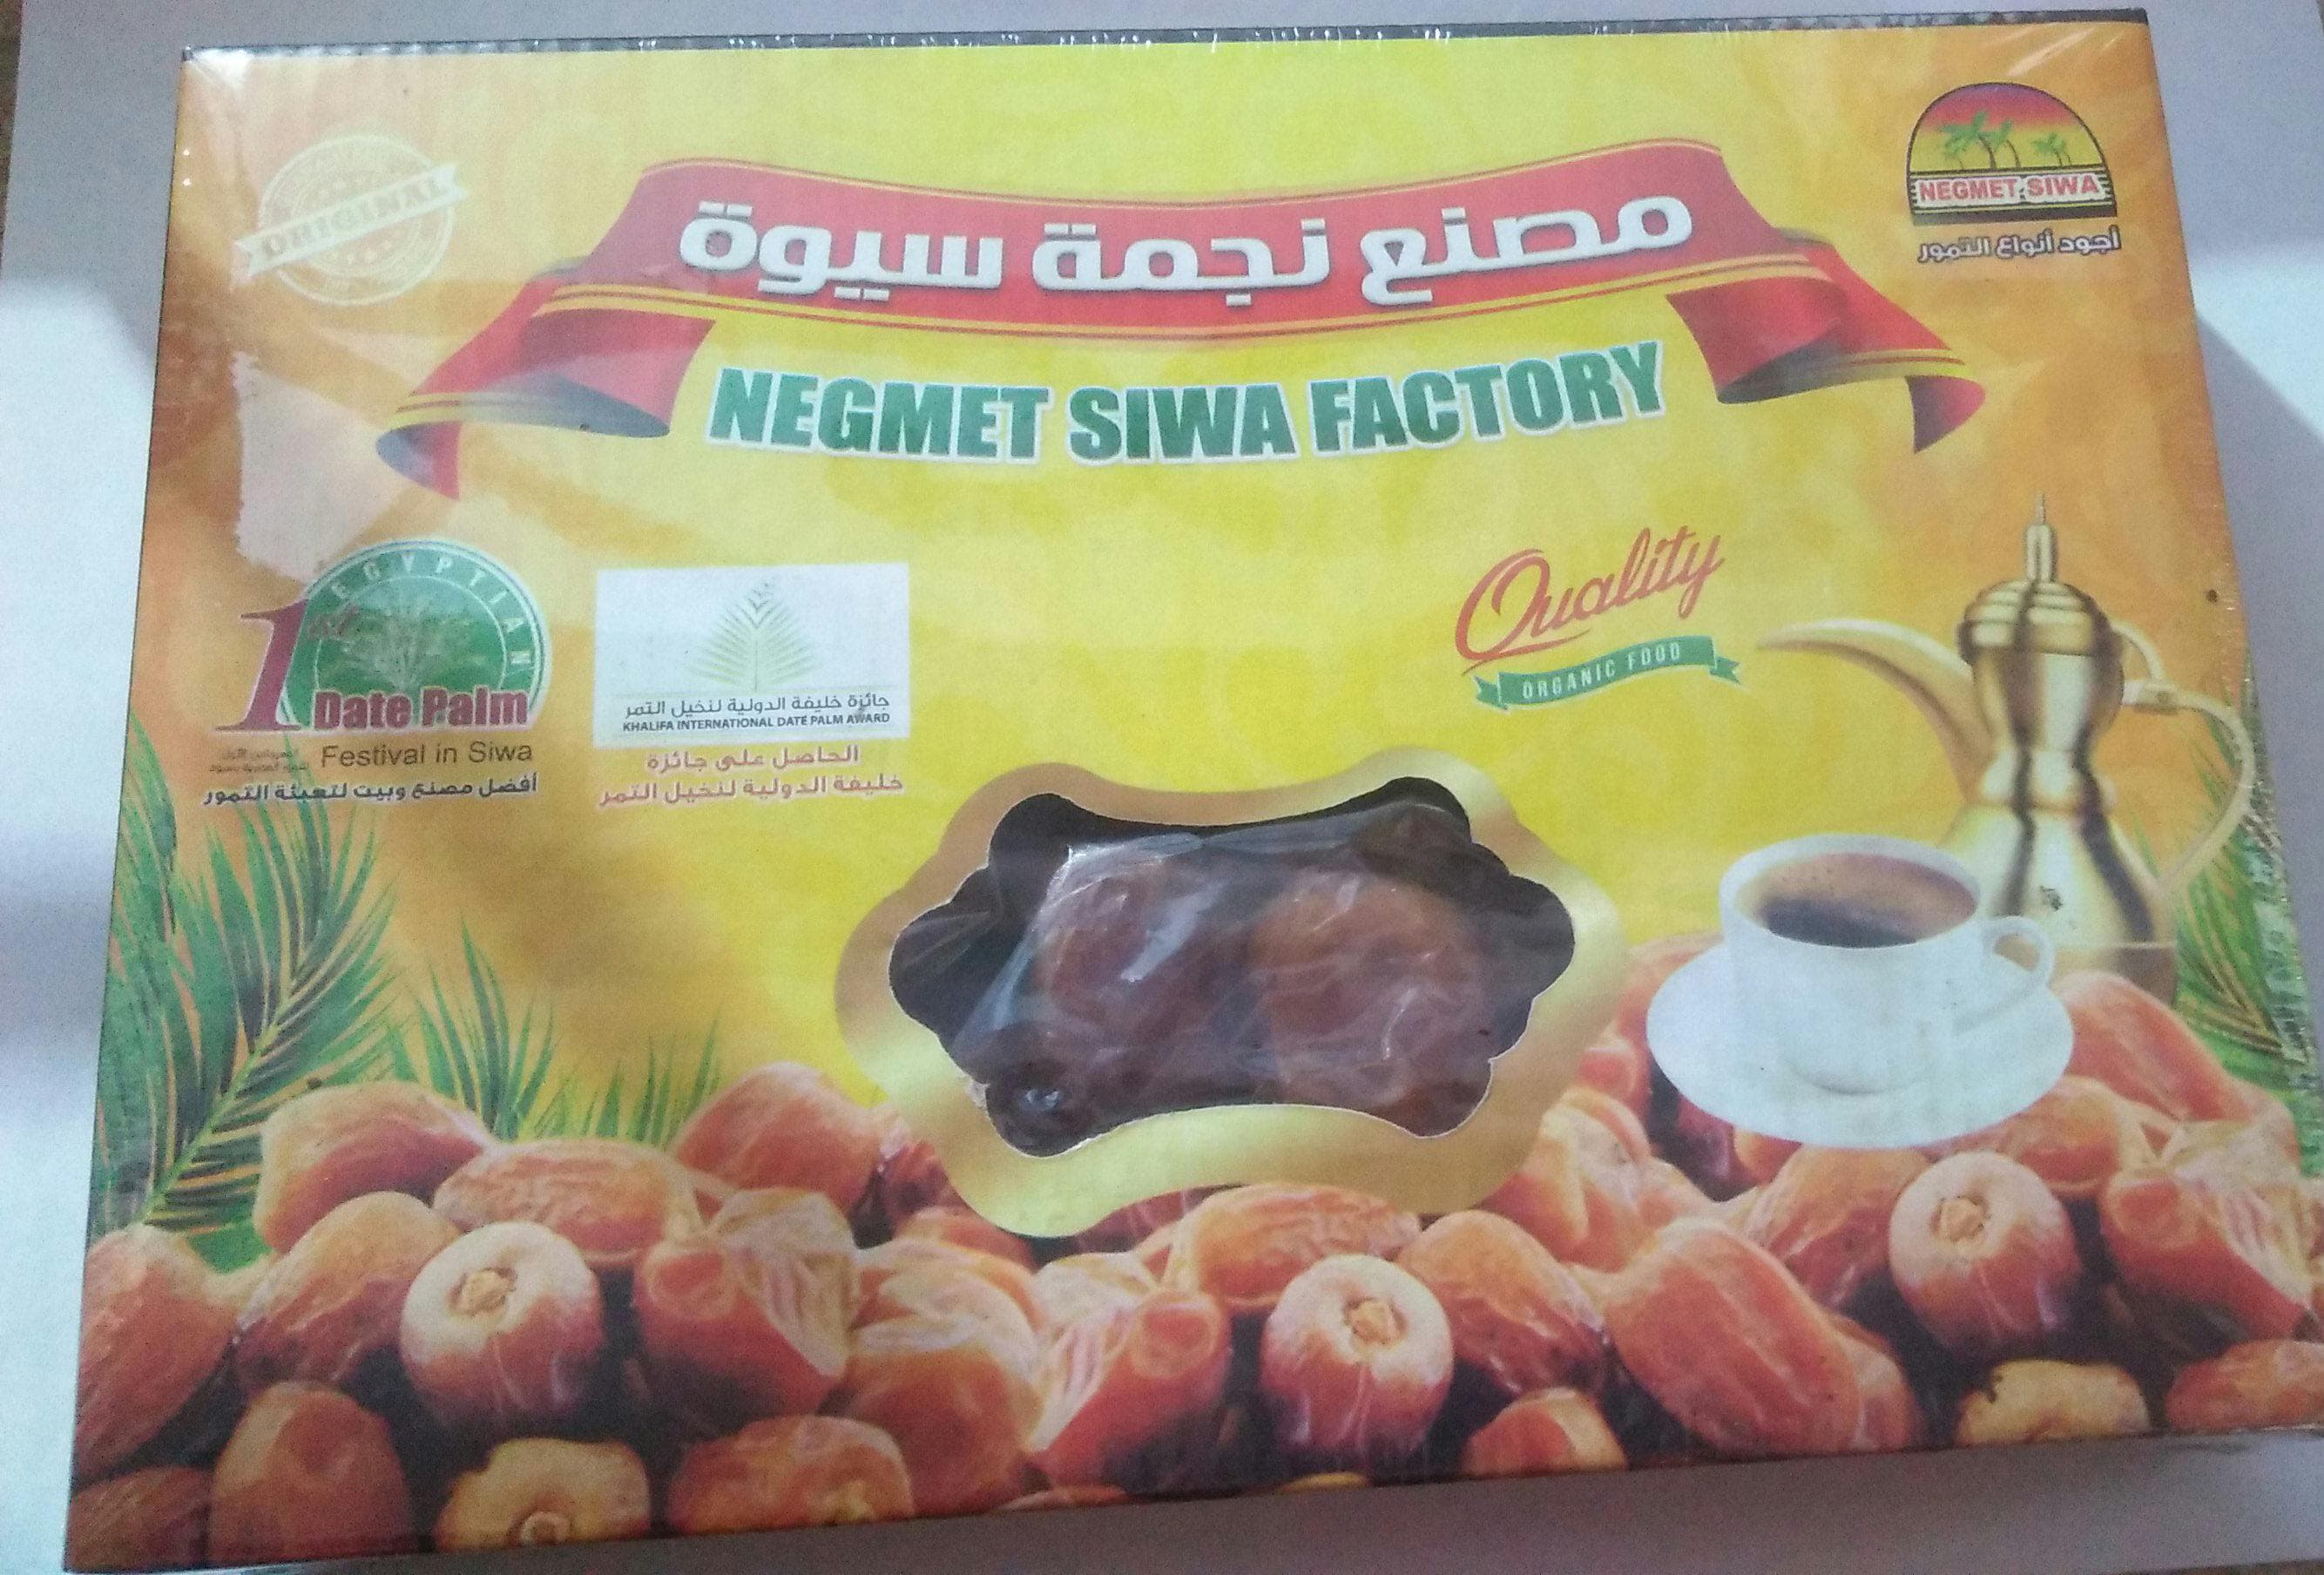 ORIGINAL
NEGMET SIWA
أجود أنواع التمور
مصنع نجمة سيوة
NEGMET SIWA FACTORY
EGYPTIAN
1st
Date Palm
Festival in Siwa
أفضل مصنع وبيت لتعبئة التمور
جائزة خليفة الدولية لنخيل التمر
KHALIFA INTERNATIONAL DATE PALM AWARD
الحاصل على جائزة
خليفة الدولية لنخيل التمر
Quality
ORGANIC FOOD